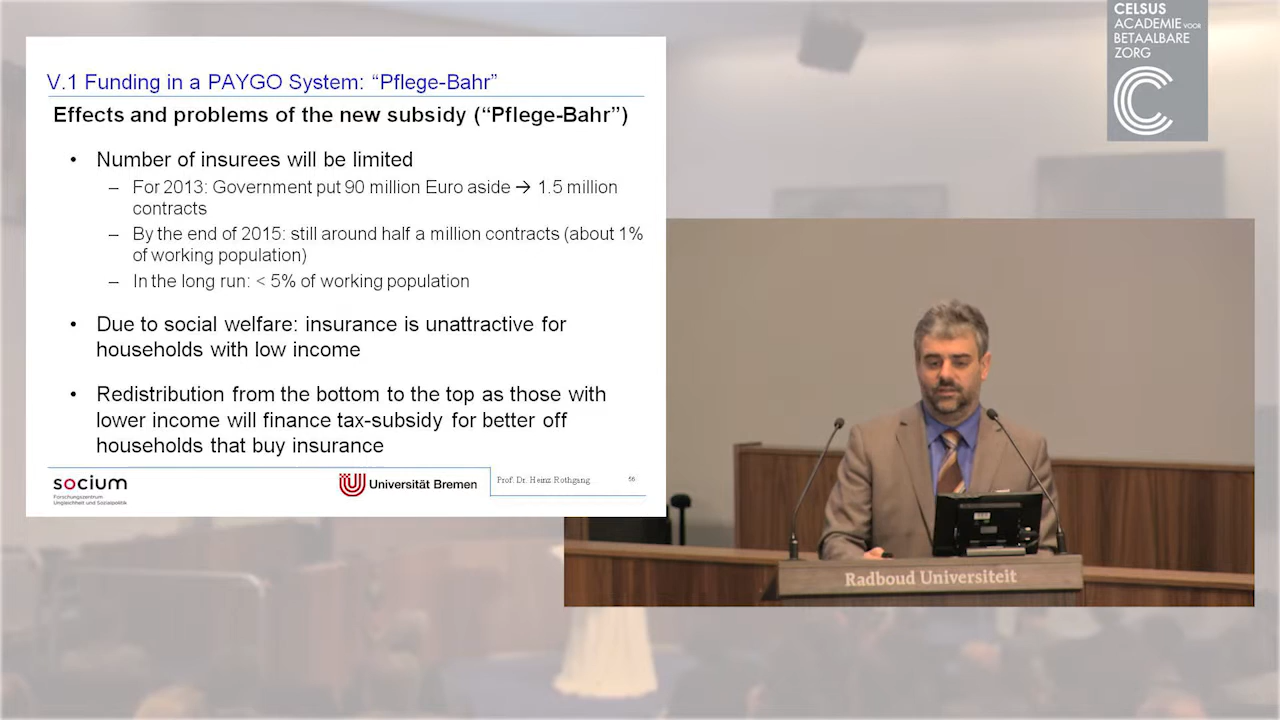 CELSUS
ACADEMIE VOOR
BETAALBARE
ZORG
V.1 Funding in a PAYGO System: “Pflege-Bahr”
Effects and problems of the new subsidy (“Pflege-Bahr”)
• Number of insurees will be limited
– For 2013: Government put 90 million Euro aside → 1.5 million
contracts
– By the end of 2015: still around half a million contracts (about 1%
of working population)
– In the long run: < 5% of working population
• Due to social welfare: insurance is unattractive for
households with low income
• Redistribution from the bottom to the top as those with
lower income will finance tax-subsidy for better off
households that buy insurance
socium
Forschungszentrum
Ungleichheit und Sozialpolitik
Universität Bremen
Prof. Dr. Heinz Rothgang
56
Radboud Universiteit